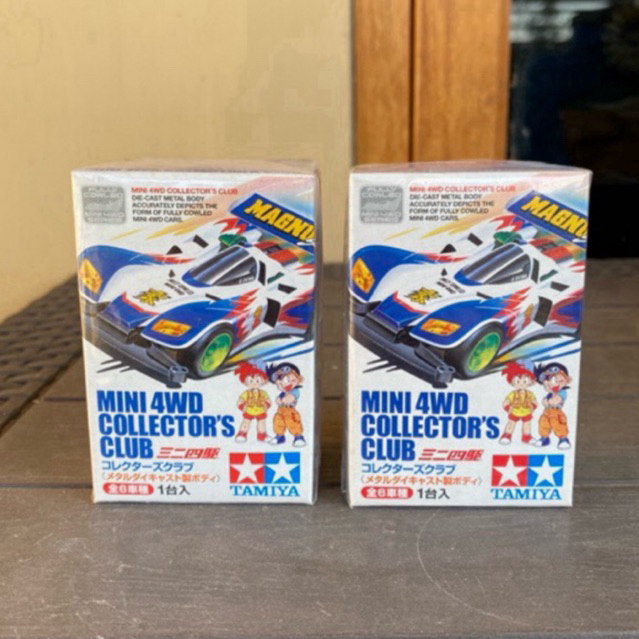 MINI 4WD COLLECTOR'S CLUB
DIE-CAST METAL BODY
ACCURATELY DEPICTS THE
FORM OF FULLY COWLED
MINI 4WD CARS.
MAGNUM
MINI 4WD
COLLECTOR'S
CLUB ミニ四駆
コレクターズクラブ
〈メタルダイキャスト製ボディ〉
全6車種 1台入
TAMIYA
MINI 4WD COLLECTOR'S CLUB
DIE-CAST METAL BODY
ACCURATELY DEPICTS THE
FORM OF FULLY COWLED
MINI 4WD CARS.
MAGNU
MINI 4WD
COLLECTOR'S
CLUB ミニ四駆
コレクターズクラブ
〈メタルダイキャスト製ボディ〉
全6車種 1台入
TAMIYA